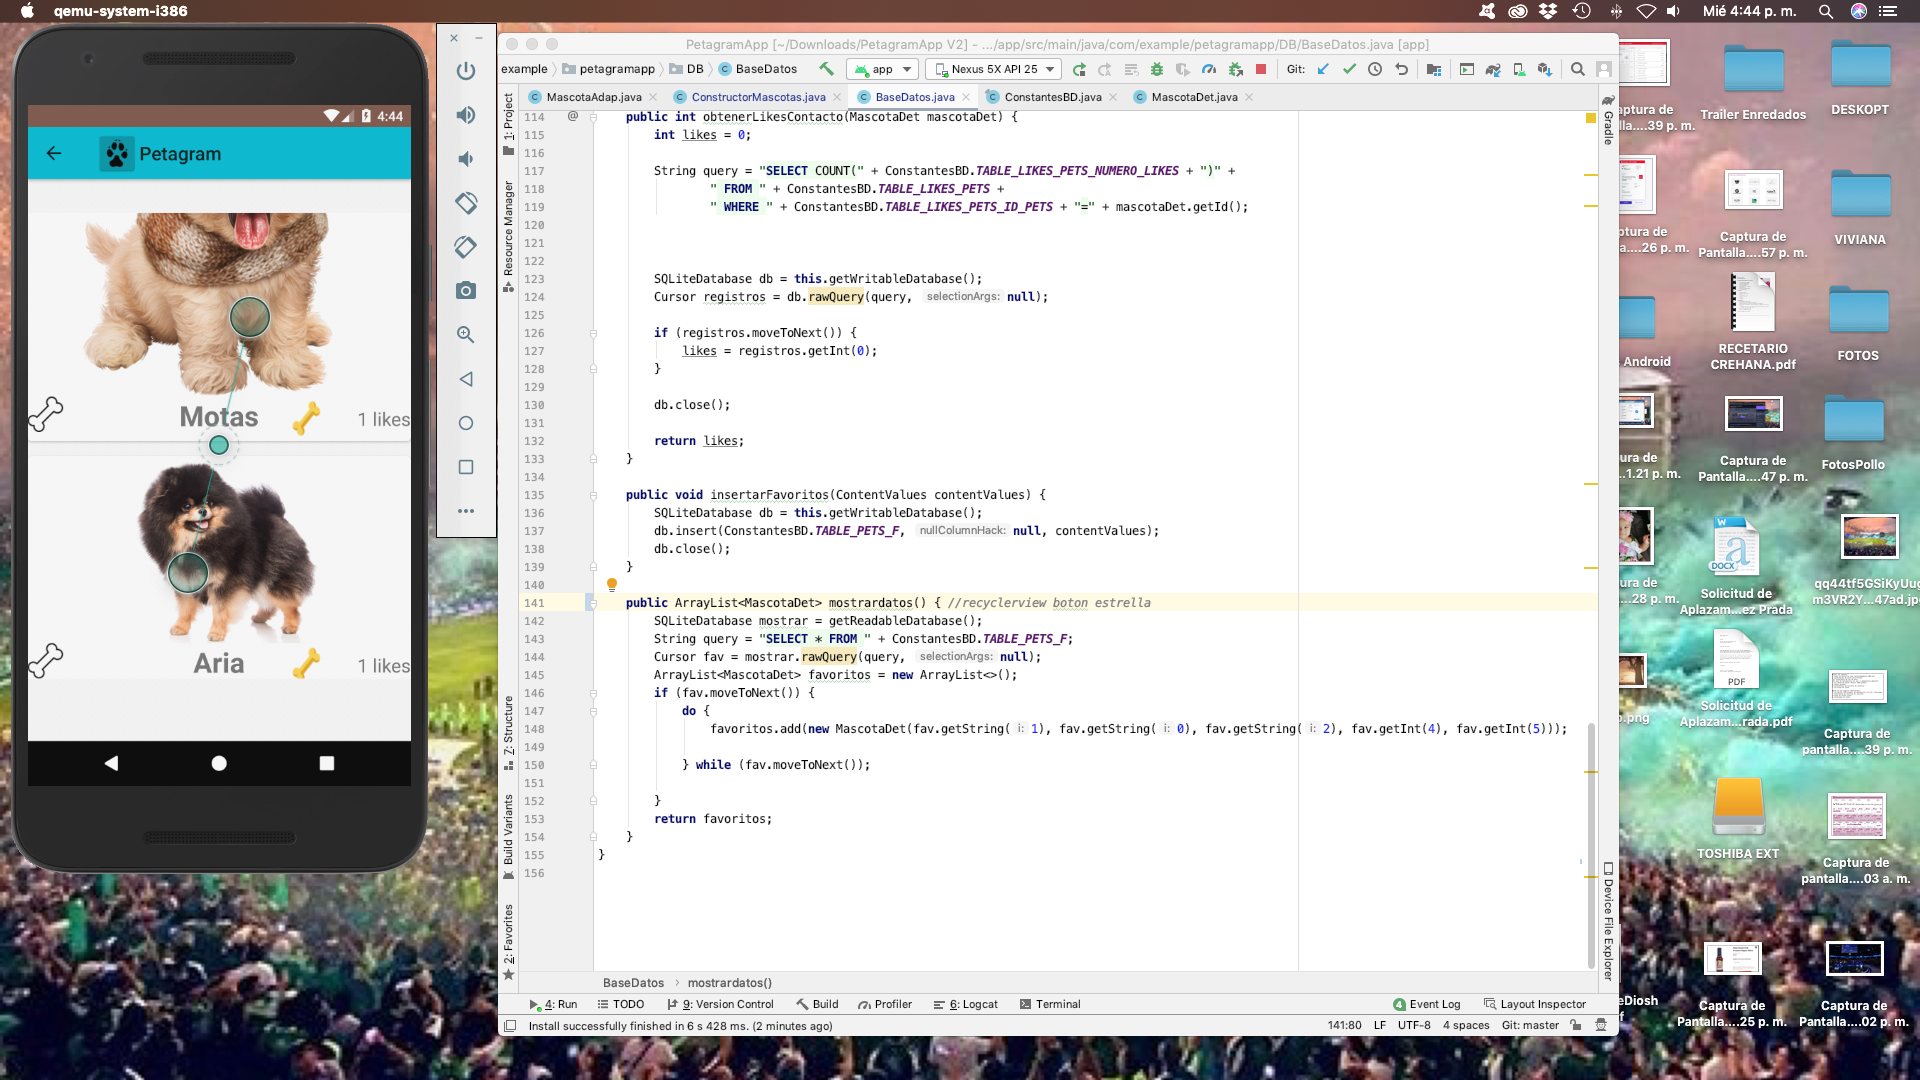 qemu-system-i386
Mié 4:44 p. m.
4:44
Petagram
Motas
1 likes
Aria
1 likes
PetagramApp [~/Downloads/PetagramApp V2] - .../app/src/main/java/com/example/petagramapp/DB/BaseDatos.java [app]
example
petagramapp
DB
BaseDatos
app
Nexus 5X API 25
Git:
MascotaAdap.java
ConstructorMascotas.java
BaseDatos.java
ConstantesBD.java
MascotaDet.java
1: Project
Resource Manager
7: Structure
Build Variants
2: Favorites
Gradle
Device File Explorer
114 @ public int obtenerLikesContacto(MascotaDet mascotaDet) {
115 int likes = 0;
116
117 String query = "SELECT COUNT(" + ConstantesBD.TABLE_LIKES_PETS_NUMERO_LIKES + ")" +
118 " FROM " + ConstantesBD.TABLE_LIKES_PETS +
119 " WHERE " + ConstantesBD.TABLE_LIKES_PETS_ID_PETS + "=" + mascotaDet.getId();
120
121
122
123 SQLiteDatabase db = this.getWritableDatabase();
124 Cursor registros = db.rawQuery(query, selectionArgs: null);
125
126 if (registros.moveToNext()) {
127 likes = registros.getInt(0);
128 }
129
130 db.close();
131
132 return likes;
133 }
134
135 public void insertarFavoritos(ContentValues contentValues) {
136 SQLiteDatabase db = this.getWritableDatabase();
137 db.insert(ConstantesBD.TABLE_PETS_F, nullColumnHack: null, contentValues);
138 db.close();
139 }
140
141 public ArrayList<MascotaDet> mostrardatos() { //recyclerview boton estrella
142 SQLiteDatabase mostrar = getReadableDatabase();
143 String query = "SELECT * FROM " + ConstantesBD.TABLE_PETS_F;
144 Cursor fav = mostrar.rawQuery(query, selectionArgs: null);
145 ArrayList<MascotaDet> favoritos = new ArrayList<>();
146 if (fav.moveToNext()) {
147 do {
148 favoritos.add(new MascotaDet(fav.getString( i: 1), fav.getString( i: 0), fav.getString( i: 2), fav.getInt(4), fav.getInt(5)));
149
150 } while (fav.moveToNext());
151
152 }
153 return favoritos;
154 }
155 }
156
BaseDatos
mostrardatos()
4: Run
TODO
9: Version Control
Build
Profiler
6: Logcat
Terminal
4 Event Log
Layout Inspector
Install successfully finished in 6 s 428 ms. (2 minutes ago)
141:80 LF UTF-8 4 spaces Git: master
aptura de
la....39 p. m.
Trailer Enredados
DESKOPT
ptura de
a....26 p. m.
Captura de
Pantalla....57 p. m.
VIVIANA
Android
RECETARIO
CREHANA.pdf
FOTOS
ura de
...1.21 p. m.
Captura de
Pantalla....47 p. m.
FotosPollo
W
a
DOCX
ura de
...28 p. m.
Solicitud de
Aplazam...ez Prada
m3VR2Y...47ad.jp
PDF
o.png
Solicitud de
Aplazam...rada.pdf
Captura de
pantalla....39 p. m.
TOSHIBA EXT
Captura de
pantalla....03 a. m.
eDiosh
f
Captura de
Pantalla....25 p. m.
Captura de
Pantalla....02 p. m.